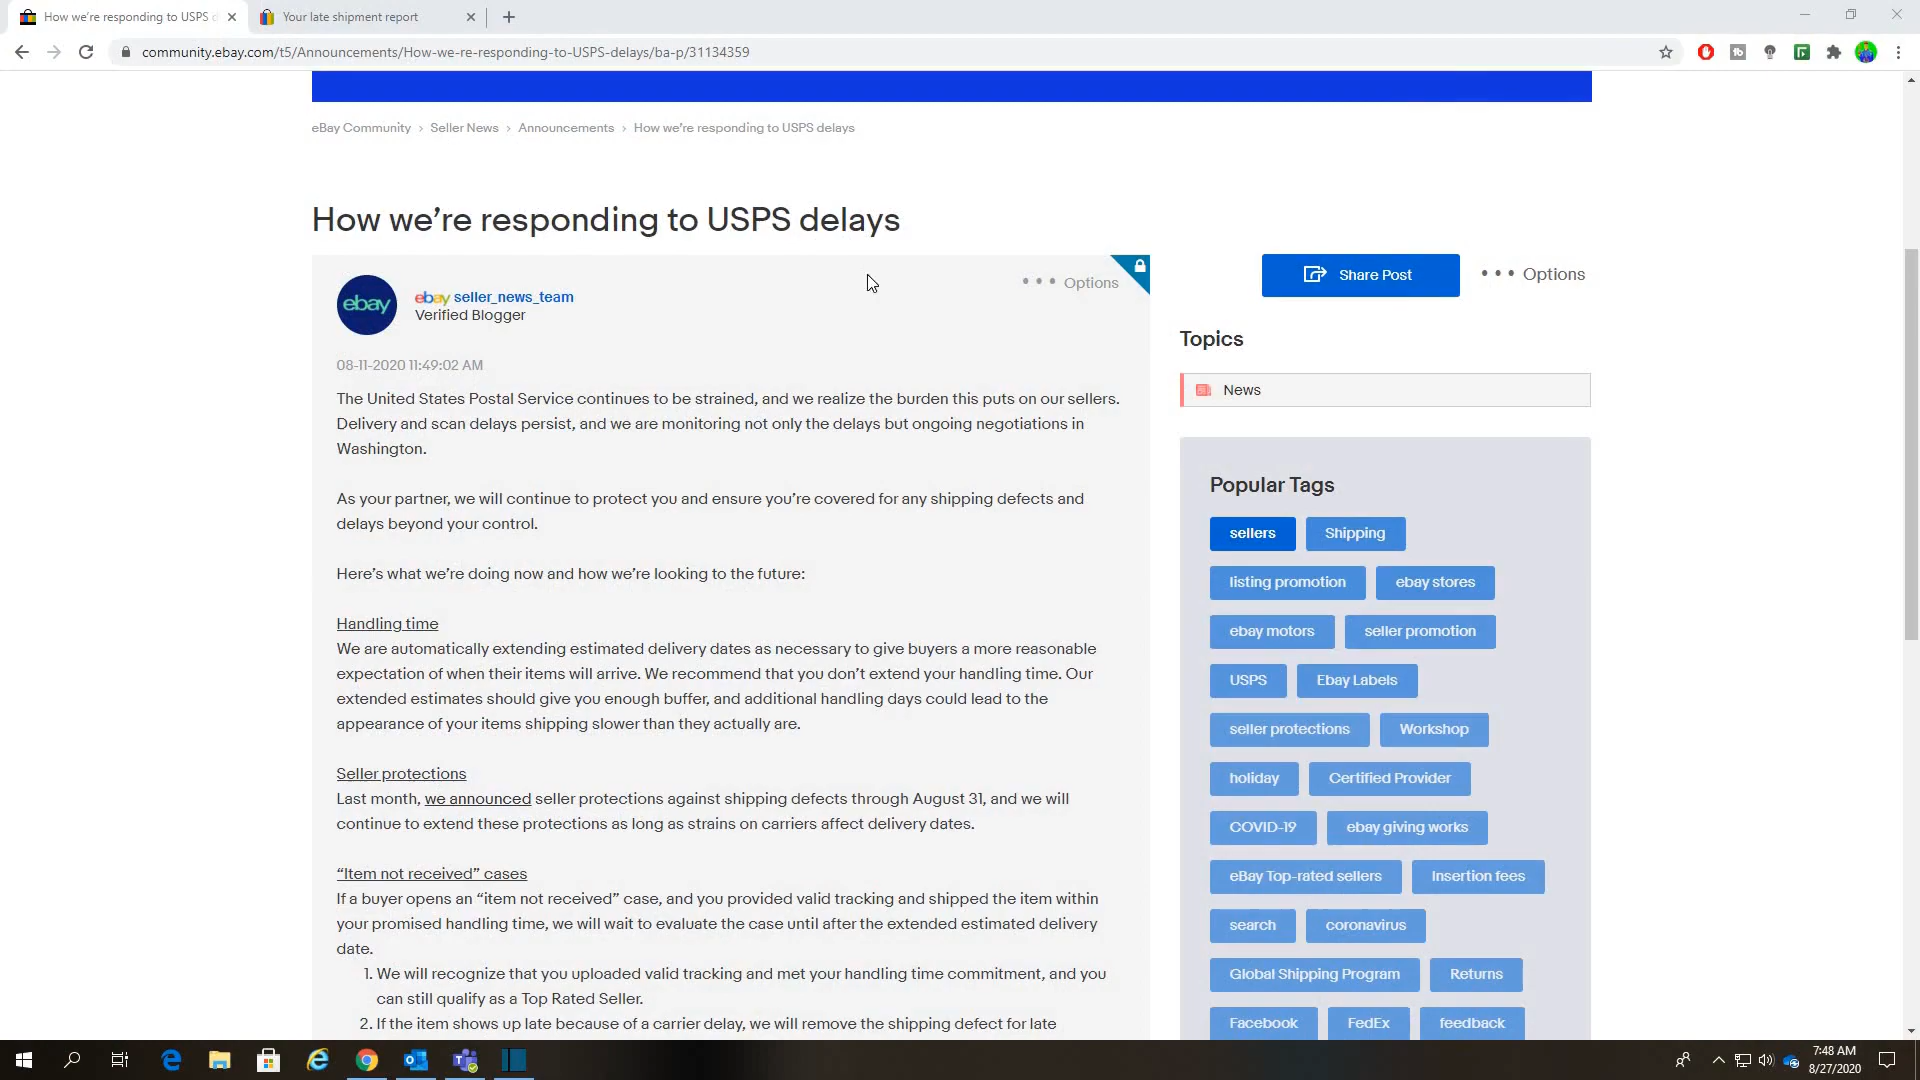 How we're responding to USPS d
Your late shipment report
community.ebay.com/t5/Announcements/How-we-re-responding-to-USPS-delays/ba-p/31134359
eBay Community › Seller News › Announcements › How we're responding to USPS delays
How we're responding to USPS delays
Share Post
••• Options
••• Options
ebay
ebay seller_news_team
Verified Blogger
08-11-2020 11:49:02 AM
The United States Postal Service continues to be strained, and we realize the burden this puts on our sellers.
Delivery and scan delays persist, and we are monitoring not only the delays but ongoing negotiations in
Washington.
As your partner, we will continue to protect you and ensure you're covered for any shipping defects and
delays beyond your control.
Here's what we're doing now and how we're looking to the future:
Handling time
We are automatically extending estimated delivery dates as necessary to give buyers a more reasonable
expectation of when their items will arrive. We recommend that you don't extend your handling time. Our
extended estimates should give you enough buffer, and additional handling days could lead to the
appearance of your items shipping slower than they actually are.
Seller protections
Last month, we announced seller protections against shipping defects through August 31, and we will
continue to extend these protections as long as strains on carriers affect delivery dates.
"Item not received" cases
If a buyer opens an "item not received" case, and you provided valid tracking and shipped the item within
your promised handling time, we will wait to evaluate the case until after the extended estimated delivery
date.
1. We will recognize that you uploaded valid tracking and met your handling time commitment, and you
can still qualify as a Top Rated Seller.
2. If the item shows up late because of a carrier delay, we will remove the shipping defect for late
Topics
News
Popular Tags
sellers
Shipping
listing promotion
ebay stores
ebay motors
seller promotion
USPS
Ebay Labels
seller protections
Workshop
holiday
Certified Provider
COVID-19
ebay giving works
eBay Top-rated sellers
Insertion fees
search
coronavirus
Global Shipping Program
Returns
Facebook
FedEx
feedback
7:48 AM
8/27/2020